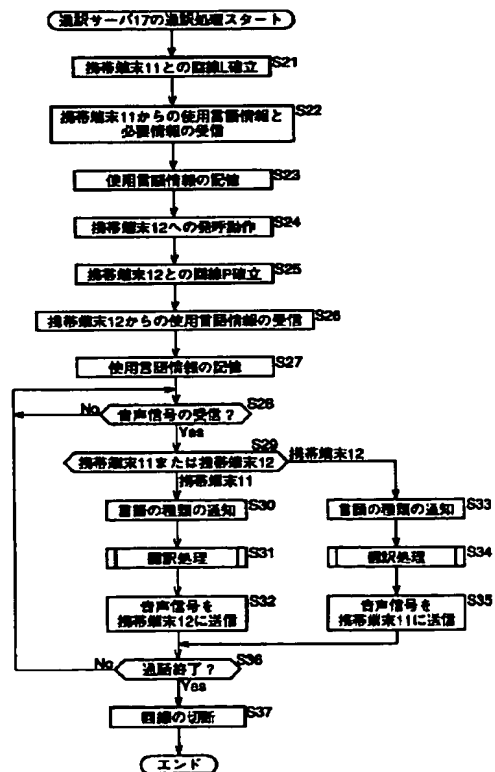 通訳サーバ17の通訳処理スタート
携帯端末11との回線L確立
S21
携帯端末11からの使用言語情報と
必要情報の受信
S22
使用言語情報の記憶
S23
携帯端末12への発呼動作
S24
携帯端末12との回線P確立
S25
携帯端末12からの使用言語情報の受信
S26
使用言語情報の記憶
S27
音声信号の受信?
S28
No
Yes
携帯端末11または携帯端末12
S29
携帯端末12
携帯端末11
言語の種類の通知
S30
言語の種類の通知
S33
翻訳処理
S31
翻訳処理
S34
音声信号を
携帯端末12に送信
S32
音声信号を
携帯端末11に送信
S35
通話終了?
S36
No
Yes
回線の切断
S37
エンド